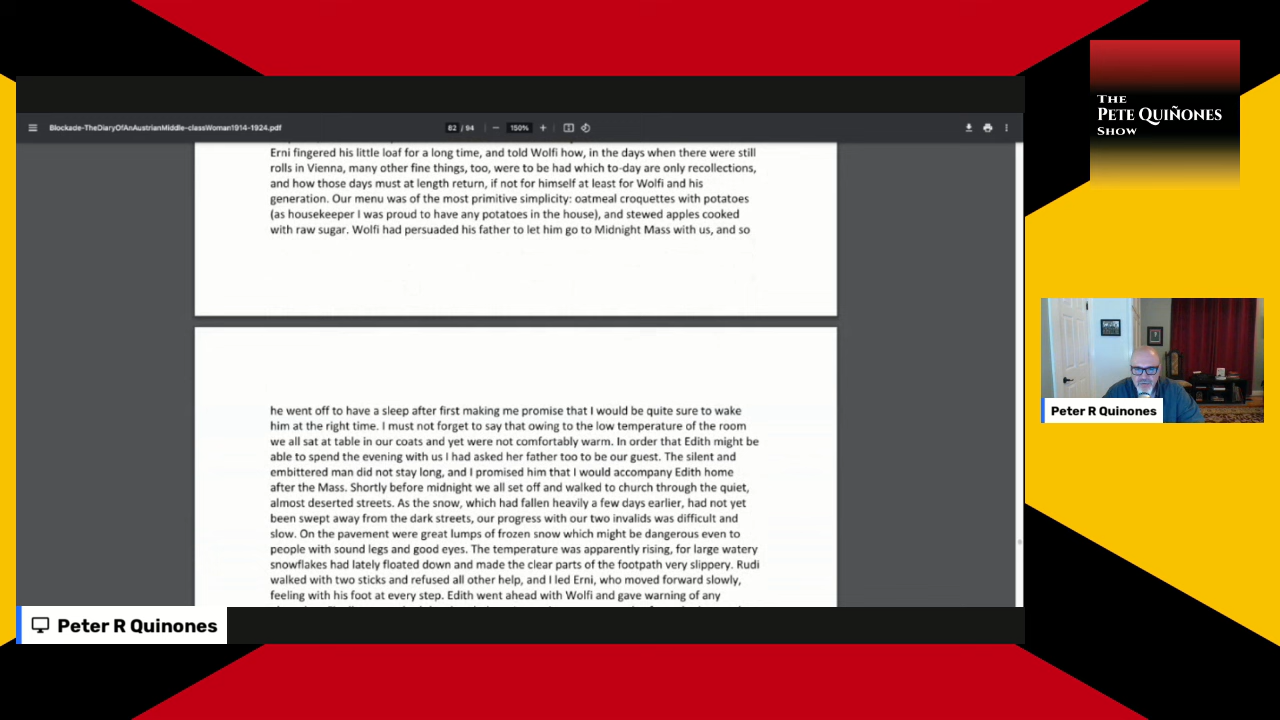 THE
PETE QUIÑONES
SHOW
Blockade-TheDiaryOfAnAustrianMiddle-classWoman1914-1924.pdf
82 / 94
150%
Erni fingered his little loaf for a long time, and told Wolfi how, in the days when there were still
rolls in Vienna, many other fine things, too, were to be had which to-day are only recollections,
and how those days must at length return, if not for himself at least for Wolfi and his
generation. Our menu was of the most primitive simplicity: oatmeal croquettes with potatoes
(as housekeeper I was proud to have any potatoes in the house), and stewed apples cooked
with raw sugar. Wolfi had persuaded his father to let him go to Midnight Mass with us, and so
he went off to have a sleep after first making me promise that I would be quite sure to wake
him at the right time. I must not forget to say that owing to the low temperature of the room
we all sat at table in our coats and yet were not comfortably warm. In order that Edith might be
able to spend the evening with us I had asked her father too to be our guest. The silent and
embittered man did not stay long, and I promised him that I would accompany Edith home
after the Mass. Shortly before midnight we all set off and walked to church through the quiet,
almost deserted streets. As the snow, which had fallen heavily a few days earlier, had not yet
been swept away from the dark streets, our progress with our two invalids was difficult and
slow. On the pavement were great lumps of frozen snow which might be dangerous even to
people with sound legs and good eyes. The temperature was apparently rising, for large watery
snowflakes had lately floated down and made the clear parts of the footpath very slippery. Rudi
walked with two sticks and refused all other help, and I led Erni, who moved forward slowly,
feeling with his foot at every step. Edith went ahead with Wolfi and gave warning of any
Peter R Quinones
Peter R Quinones